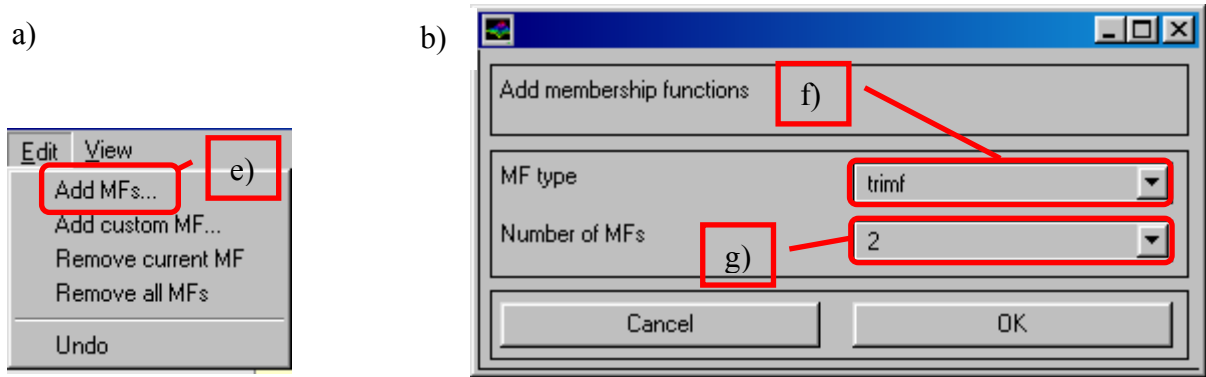 a)
Edit View
e)
Add MFs...
Add custom MF...
Remove current MF
Remove all MFs
Undo
b)
Add membership functions
f)
MF type
trimf
Number of MFs
2
g)
Cancel
OK